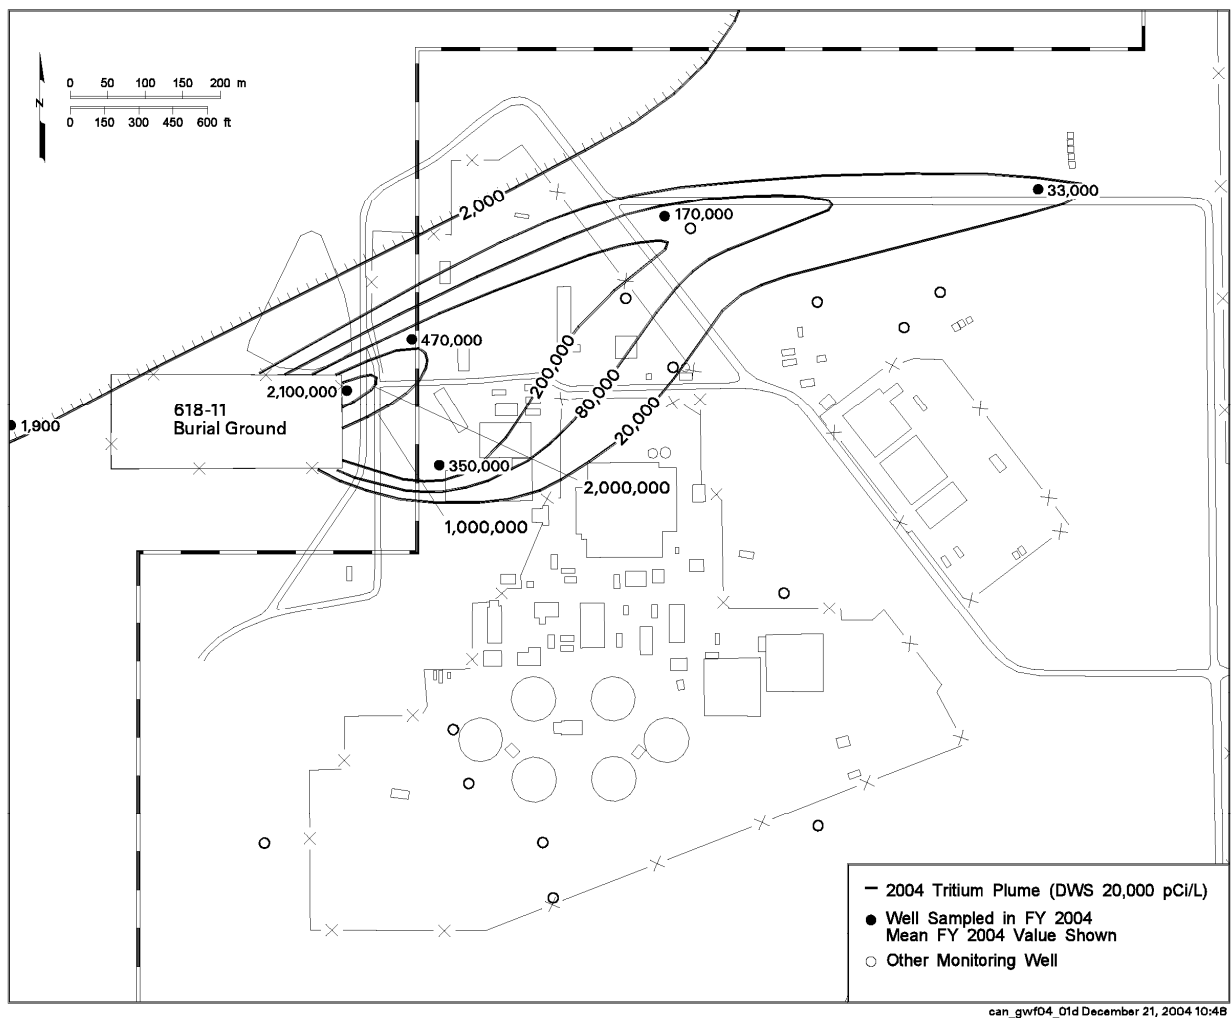 0 50 100 150 200 m
N
0 150 300 450 600 ft
33,000
2,000
170,000
470,000
200,000
2,100,000
80,000
618-11
Burial Ground
20,000
1,900
350,000
2,000,000
1,000,000
2004 Tritium Plume (DWS 20,000 pCi/L)
Well Sampled in FY 2004
Mean FY 2004 Value Shown
Other Monitoring Well
can_gwf04_01d December 21, 2004 10:48